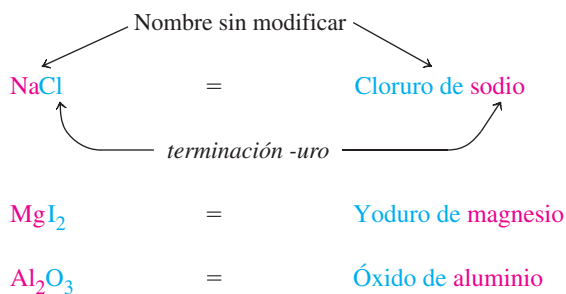 Nombre sin modificar
NaCl = Cloruro de sodio
terminación -uro
MgI₂ = Yoduro de magnesio
Al₂O₃ = Óxido de aluminio